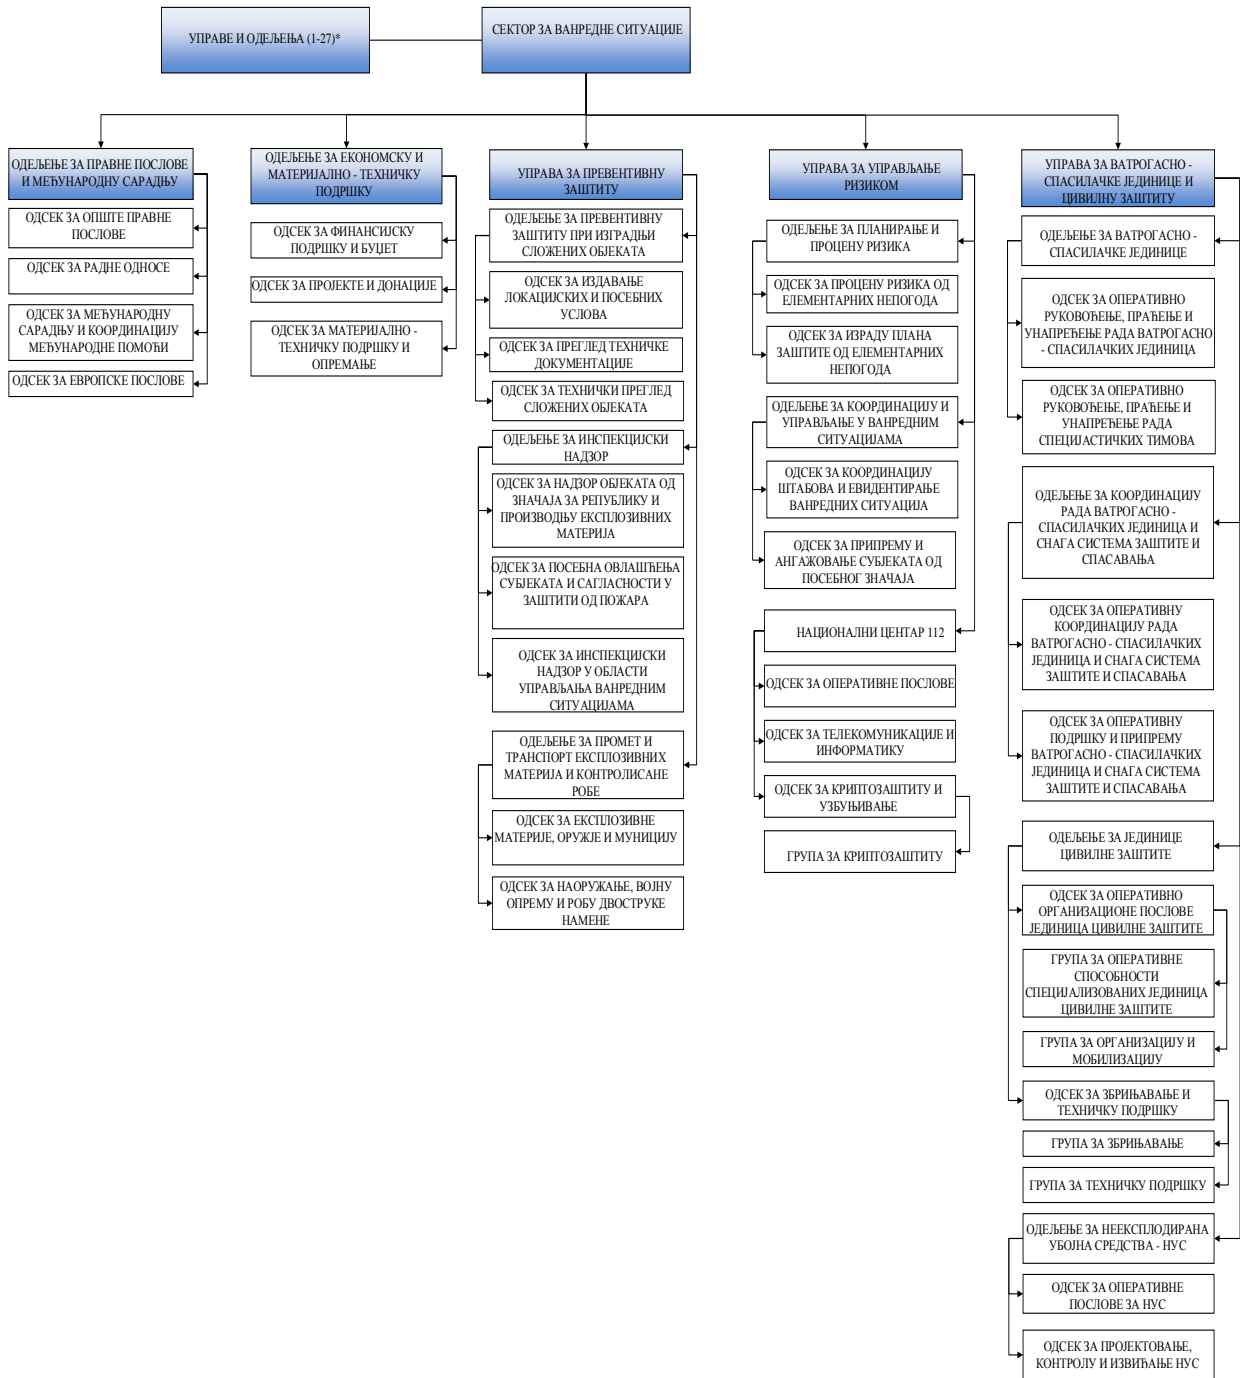 УПРАВЕ И ОДЕЉЕЊА (1-27)*
СЕКТОР ЗА ВАНРЕДНЕ СИТУАЦИЈЕ
ОДЕЉЕЊЕ ЗА ПРАВНЕ ПОСЛОВЕ
И МЕЂУНАРОДНУ САРАДЊУ
ОДСЕК ЗА ОПШТЕ ПРАВНЕ
ПОСЛОВЕ
ОДСЕК ЗА РАДНЕ ОДНОСЕ
ОДСЕК ЗА МЕЂУНАРОДНУ
САРАДЊУ И КООРДИНАЦИЈУ
МЕЂУНАРОДНЕ ПОМОЋИ
ОДСЕК ЗА ЕВРОПСКЕ ПОСЛОВЕ
ОДЕЉЕЊЕ ЗА ЕКОНОМСКУ И
МАТЕРИЈАЛНО - ТЕХНИЧКУ
ПОДРШКУ
ОДСЕК ЗА ФИНАНСИЈСКУ
ПОДРШКУ И БУЏЕТ
ОДСЕК ЗА ПРОЈЕКТЕ И ДОНАЦИЈЕ
ОДСЕК ЗА МАТЕРИЈАЛНО -
ТЕХНИЧКУ ПОДРШКУ И
ОПРЕМАЊЕ
УПРАВА ЗА ПРЕВЕНТИВНУ
ЗАШТИТУ
ОДЕЉЕЊЕ ЗА ПРЕВЕНТИВНУ
ЗАШТИТУ ПРИ ИЗГРАДЊИ
СЛОЖЕНИХ ОБЈЕКАТА
ОДСЕК ЗА ИЗДАВАЊЕ
ЛОКАЦИЈСКИХ И ПОСЕБНИХ
УСЛОВА
ОДСЕК ЗА ПРЕГЛЕД ТЕХНИЧКЕ
ДОКУМЕНТАЦИЈЕ
ОДСЕК ЗА ТЕХНИЧКИ ПРЕГЛЕД
СЛОЖЕНИХ ОБЈЕКАТА
ОДЕЉЕЊЕ ЗА ИНСПЕКЦИЈСКИ
НАДЗОР
ОДСЕК ЗА НАДЗОР ОБЈЕКАТА ОД
ЗНАЧАЈА ЗА РЕПУБЛИКУ И
ПРОИЗВОДЊУ ЕКСПЛОЗИВНИХ
МАТЕРИЈА
ОДСЕК ЗА ПОСЕБНА ОВЛАШЋЕЊА
СУБЈЕКАТА И САГЛАСНОСТИ У
ЗАШТИТИ ОД ПОЖАРА
ОДСЕК ЗА ИНСПЕКЦИЈСКИ
НАДЗОР У ОБЛАСТИ
УПРАВЉАЊА ВАНРЕДНИМ
СИТУАЦИЈАМА
ОДЕЉЕЊЕ ЗА ПРОМЕТ И
ТРАНСПОРТ ЕКСПЛОЗИВНИХ
МАТЕРИЈА И КОНТРОЛИСАНЕ
РОБЕ
ОДСЕК ЗА ЕКСПЛОЗИВНЕ
МАТЕРИЈЕ, ОРУЖЈЕ И МУНИЦИЈУ
ОДСЕК ЗА НАОРУЖАЊЕ, ВОЈНУ
ОПРЕМУ И РОБУ ДВОСТРУКЕ
НАМЕНЕ
УПРАВА ЗА УПРАВЉАЊЕ
РИЗИКОМ
ОДЕЉЕЊЕ ЗА ПЛАНИРАЊЕ И
ПРОЦЕНУ РИЗИКА
ОДСЕК ЗА ПРОЦЕНУ РИЗИКА ОД
ЕЛЕМЕНТАРНИХ НЕПОГОДА
ОДСЕК ЗА ИЗРАДУ ПЛАНА
ЗАШТИТЕ ОД ЕЛЕМЕНТАРНИХ
НЕПОГОДА
ОДЕЉЕЊЕ ЗА КООРДИНАЦИЈУ И
УПРАВЉАЊЕ У ВАНРЕДНИМ
СИТУАЦИЈАМА
ОДСЕК ЗА КООРДИНАЦИЈУ
ШТАБОВА И ЕВИДЕНТИРАЊЕ
ВАНРЕДНИХ СИТУАЦИЈА
ОДСЕК ЗА ПРИПРЕМУ И
АНГАЖОВАЊЕ СУБЈЕКАТА ОД
ПОСЕБНОГ ЗНАЧАЈА
НАЦИОНАЛНИ ЦЕНТАР 112
ОДСЕК ЗА ОПЕРАТИВНЕ ПОСЛОВЕ
ОДСЕК ЗА ТЕЛЕКОМУНИКАЦИЈЕ И
ИНФОРМАТИКУ
ОДСЕК ЗА КРИПТОЗАШТИТУ И
УЗБУЊИВАЊЕ
ГРУПА ЗА КРИПТОЗАШТИТУ
УПРАВА ЗА ВАТРОГАСНО -
СПАСИЛАЧКЕ ЈЕДИНИЦЕ И
ЦИВИЛНУ ЗАШТИТУ
ОДЕЉЕЊЕ ЗА ВАТРОГАСНО -
СПАСИЛАЧКЕ ЈЕДИНИЦЕ
ОДСЕК ЗА ОПЕРАТИВНО
РУКОВОЂЕЊЕ, ПРАЋЕЊЕ И
УНАПРЕЂЕЊЕ РАДА ВАТРОГАСНО
- СПАСИЛАЧКИХ ЈЕДИНИЦА
ОДСЕК ЗА ОПЕРАТИВНО
РУКОВОЂЕЊЕ, ПРАЋЕЊЕ И
УНАПРЕЂЕЊЕ РАДА
СПЕЦИЈАСТИЧКИХ ТИМОВА
ОДЕЉЕЊЕ ЗА КООРДИНАЦИЈУ
РАДА ВАТРОГАСНО -
СПАСИЛАЧКИХ ЈЕДИНИЦА И
СНАГА СИСТЕМА ЗАШТИТЕ И
СПАСАВАЊА
ОДСЕК ЗА ОПЕРАТИВНУ
КООРДИНАЦИЈУ РАДА
ВАТРОГАСНО - СПАСИЛАЧКИХ
ЈЕДИНИЦА И СНАГА СИСТЕМА
ЗАШТИТЕ И СПАСАВАЊА
ОДСЕК ЗА ОПЕРАТИВНУ
ПОДРШКУ И ПРИПРЕМУ
ВАТРОГАСНО - СПАСИЛАЧКИХ
ЈЕДИНИЦА И СНАГА СИСТЕМА
ЗАШТИТЕ И СПАСАВАЊА
ОДЕЉЕЊЕ ЗА ЈЕДИНИЦЕ
ЦИВИЛНЕ ЗАШТИТЕ
ОДСЕК ЗА ОПЕРАТИВНО
ОРГАНИЗАЦИОНЕ ПОСЛОВЕ
ЈЕДИНИЦА ЦИВИЛНЕ ЗАШТИТЕ
ГРУПА ЗА ОПЕРАТИВНЕ
СПОСОБНОСТИ
СПЕЦИЈАЛИЗОВАНИХ ЈЕДИНИЦА
ЦИВИЛНЕ ЗАШТИТЕ
ГРУПА ЗА ОРГАНИЗАЦИЈУ И
МОБИЛИЗАЦИЈУ
ОДСЕК ЗА ЗБРИЊАВАЊЕ И
ТЕХНИЧКУ ПОДРШКУ
ГРУПА ЗА ЗБРИЊАВАЊЕ
ГРУПА ЗА ТЕХНИЧКУ ПОДРШКУ
ОДЕЉЕЊЕ ЗА НЕЕКСПЛОДИРАНА
УБОЈНА СРЕДСТВА - НУС
ОДСЕК ЗА ОПЕРАТИВНЕ
ПОСЛОВЕ ЗА НУС
ОДСЕК ЗА ПРОЈЕКТОВАЊЕ,
КОНТРОЛУ И ИЗВИЂАЊЕ НУС